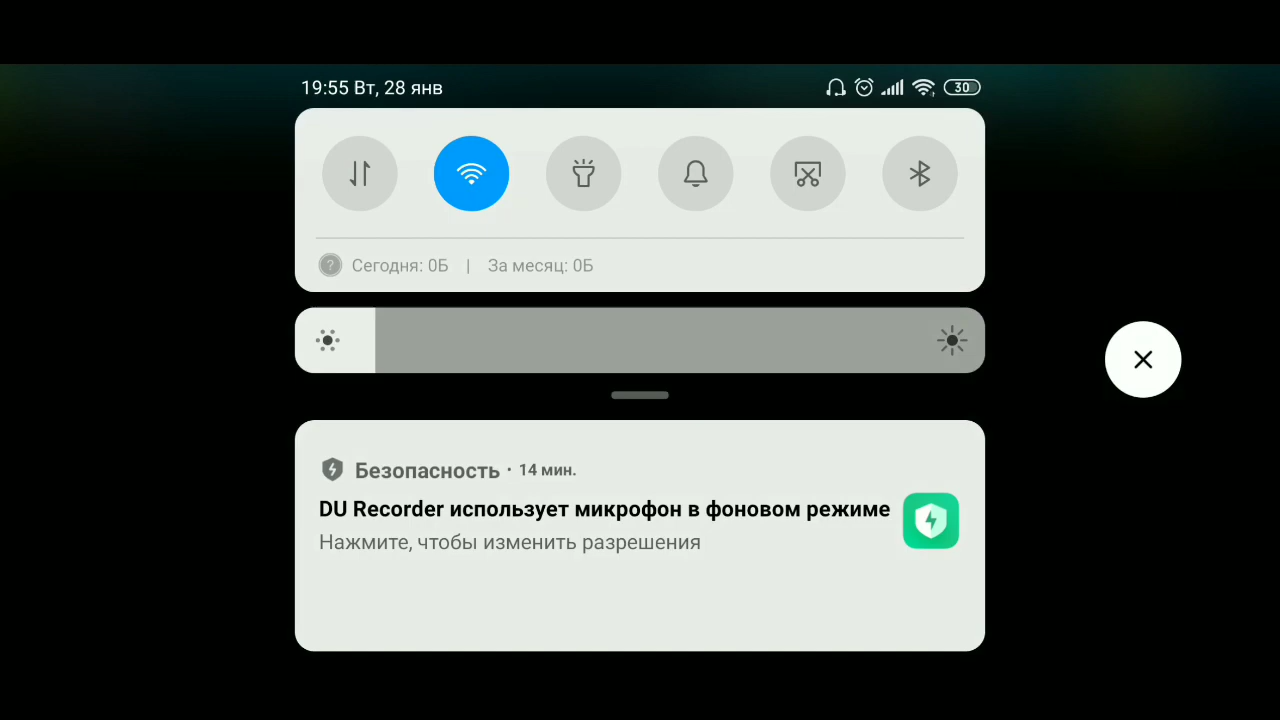 19:55 Вт, 28 янв
30
Сегодня: 0Б | За месяц: 0Б
Безопасность · 14 мин.
DU Recorder использует микрофон в фоновом режиме
Нажмите, чтобы изменить разрешения